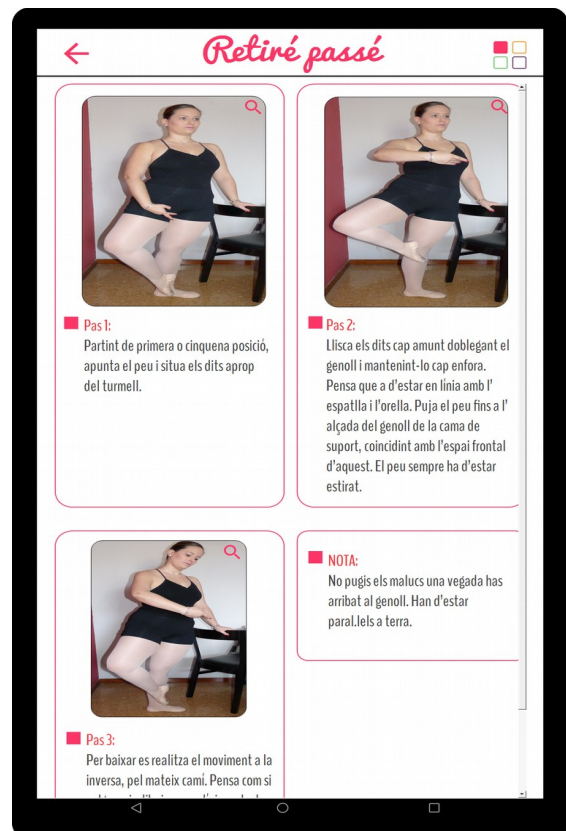 Retiré passé
Pas 1:
Partint de primera o cinquena posició,
apunta el peu i situa els dits aprop
del turmell.
Pas 2:
Llisca els dits cap amunt doblegant el
genoll i mantenint-lo cap enfora.
Pensa que a d'estar en línia amb l'
espatlla i l'orella. Puja el peu fins a l'
alçada del genoll de la cama de
suport, coincidint amb l'espai frontal
d'aquest. El peu sempre ha d'estar
estirat.
Pas 3:
Per baixar es realitza el moviment a la
inversa, pel mateix camí. Pensa com si
NOTA:
No pugis els malucs una vegada has
arribat al genoll. Han d'estar
paral.lels a terra.